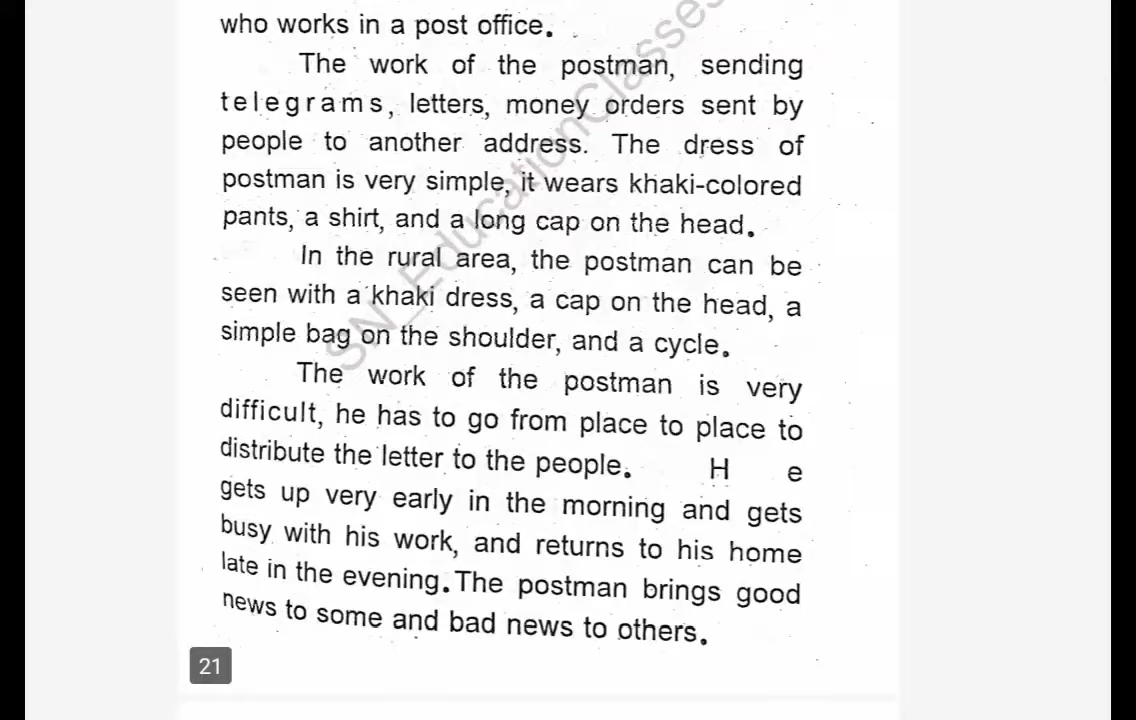 who works in a post office.
The work of the postman, sending
telegrams, letters, money orders sent by
people to another address. The dress of
postman is very simple, it wears khaki-colored
pants, a shirt, and a long cap on the head.
In the rural area, the postman can be
seen with a khaki dress, a cap on the head, a
simple bag on the shoulder, and a cycle.
The work of the postman is very
difficult, he has to go from place to place to
distribute the letter to the people. H e
gets up very early in the morning and gets
busy with his work, and returns to his home
late in the evening. The postman brings good
news to some and bad news to others.
21
SN_EducationClasses